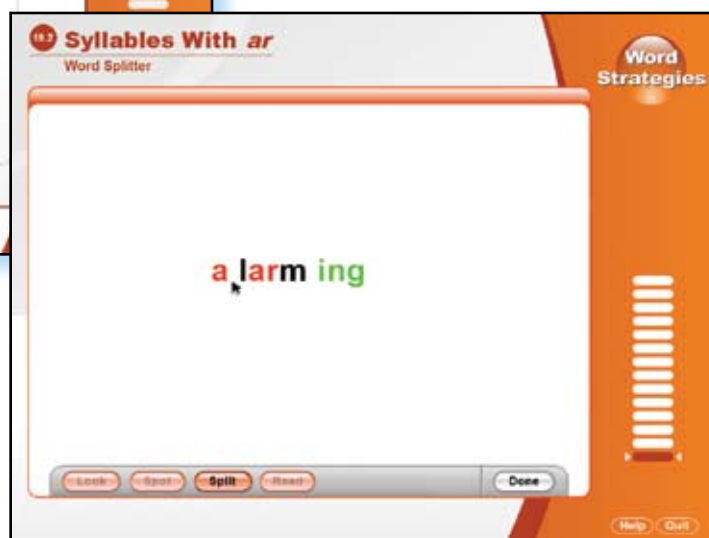 19.2 Syllables With ar
Word Splitter
Word
Strategies
a larm ing
Look Spot Split Read Done
Help Quit